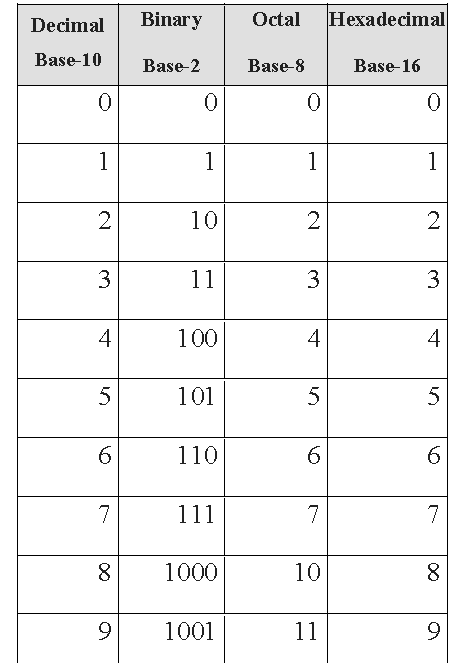 Decimal Binary Octal Hexadecimal
Base-10 Base-2 Base-8 Base-16
0 0 0 0
1 1 1 1
2 10 2 2
3 11 3 3
4 100 4 4
5 101 5 5
6 110 6 6
7 111 7 7
8 1000 10 8
9 1001 11 9